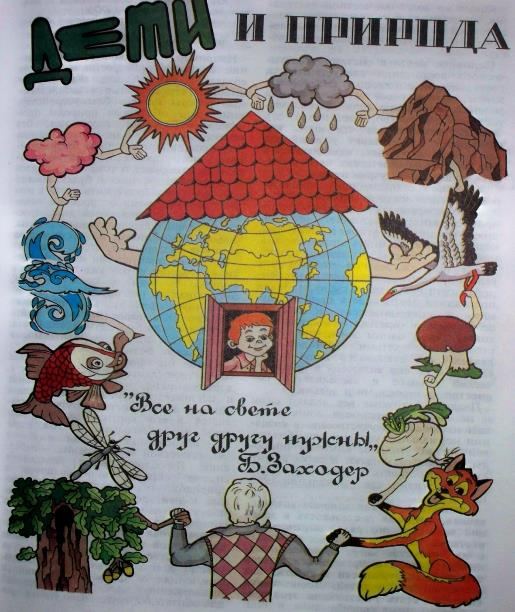 ДЕТИ И ПРИРОДА
"Все на свете
друг другу нужны„
Б. Заходер